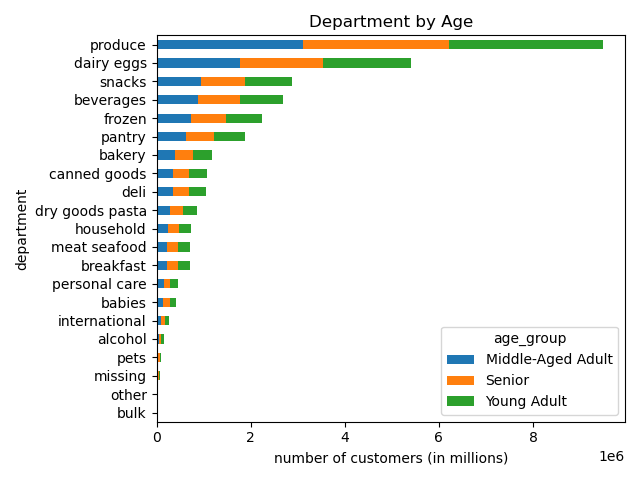 Department by Age
department
produce
dairy eggs
snacks
beverages
frozen
pantry
bakery
canned goods
deli
dry goods pasta
household
meat seafood
breakfast
personal care
babies
international
alcohol
pets
missing
other
bulk
age_group
Middle-Aged Adult
Senior
Young Adult
0 2 4 6 8
1e6
number of customers (in millions)